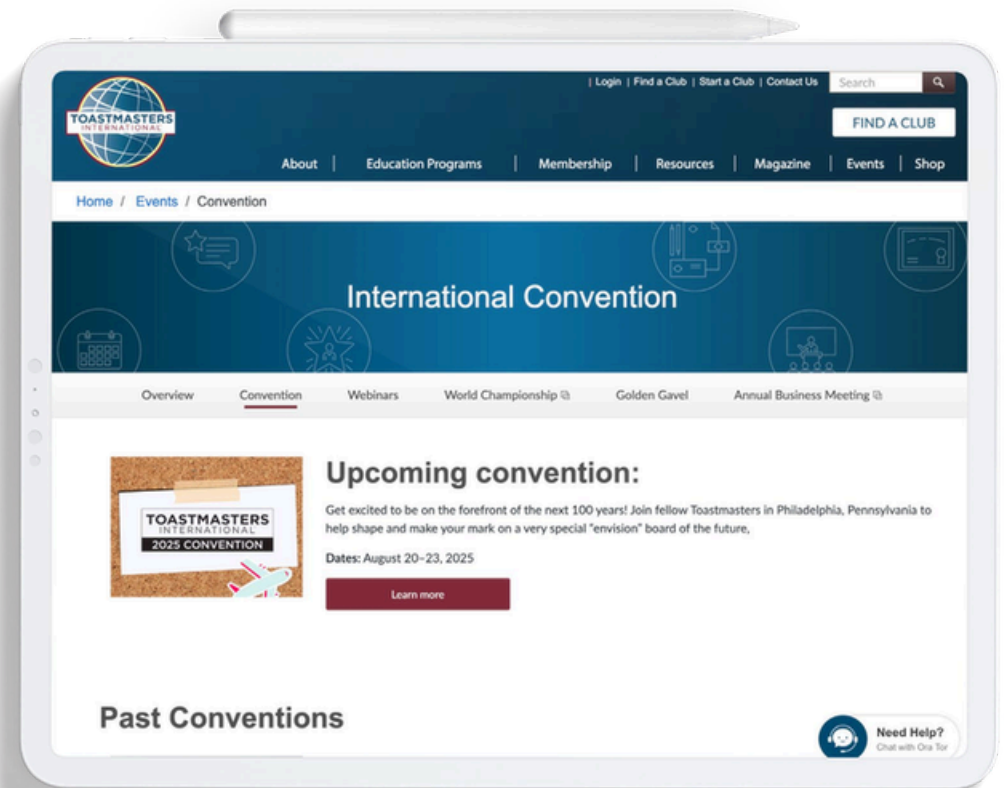 | Login | Find a Club | Start a Club | Contact Us Search
TOASTMASTERS
INTERNATIONAL
FIND A CLUB
About | Education Programs | Membership | Resources | Magazine | Events | Shop
Home / Events / Convention
International Convention
Overview Convention Webinars World Championship Golden Gavel Annual Business Meeting
Upcoming convention:
Get excited to be on the forefront of the next 100 years! Join fellow Toastmasters in Philadelphia, Pennsylvania to
help shape and make your mark on a very special "envision" board of the future,
Dates: August 20–23, 2025
Learn more
TOASTMASTERS
INTERNATIONAL
2025 CONVENTION
Past Conventions
Need Help?
Chat with Ora Tor